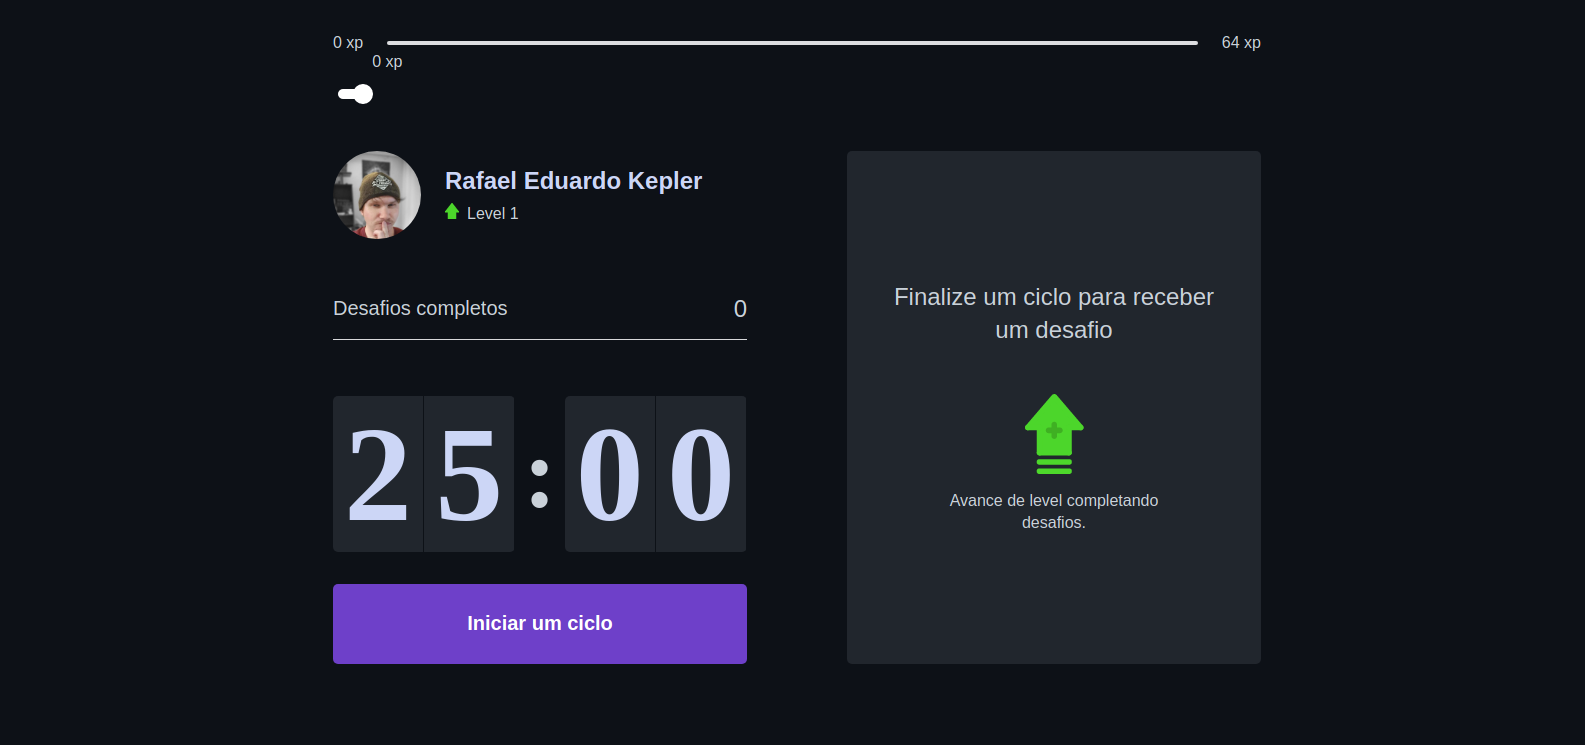 0 xp
64 xp
0 xp
Rafael Eduardo Kepler
Level 1
Desafios completos
0
25:00
Iniciar um ciclo
Finalize um ciclo para receber
um desafio
Avance de level completando
desafios.